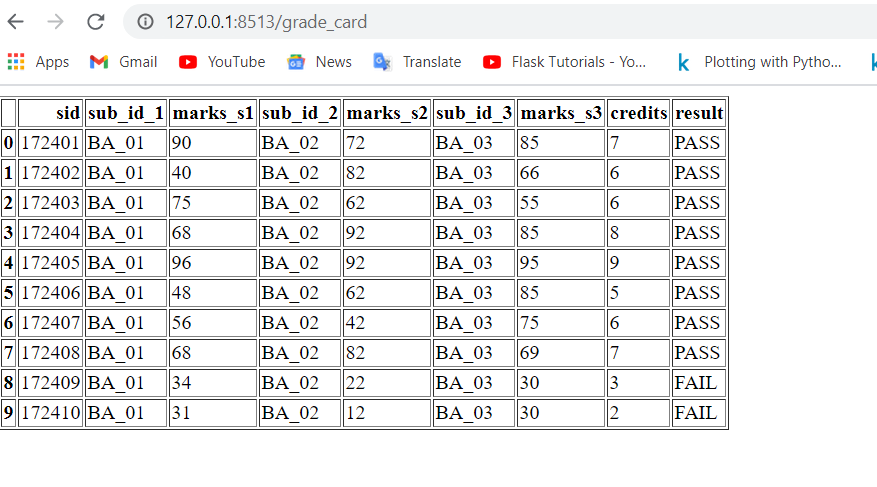 127.0.0.1:8513/grade_card
Apps Gmail YouTube News Translate Flask Tutorials - Yo... Plotting with Pytho...
sid sub_id_1 marks_s1 sub_id_2 marks_s2 sub_id_3 marks_s3 credits result
0 172401 BA_01 90 BA_02 72 BA_03 85 7 PASS
1 172402 BA_01 40 BA_02 82 BA_03 66 6 PASS
2 172403 BA_01 75 BA_02 62 BA_03 55 6 PASS
3 172404 BA_01 68 BA_02 92 BA_03 85 8 PASS
4 172405 BA_01 96 BA_02 92 BA_03 95 9 PASS
5 172406 BA_01 48 BA_02 62 BA_03 85 5 PASS
6 172407 BA_01 56 BA_02 42 BA_03 75 6 PASS
7 172408 BA_01 68 BA_02 82 BA_03 69 7 PASS
8 172409 BA_01 34 BA_02 22 BA_03 30 3 FAIL
9 172410 BA_01 31 BA_02 12 BA_03 30 2 FAIL